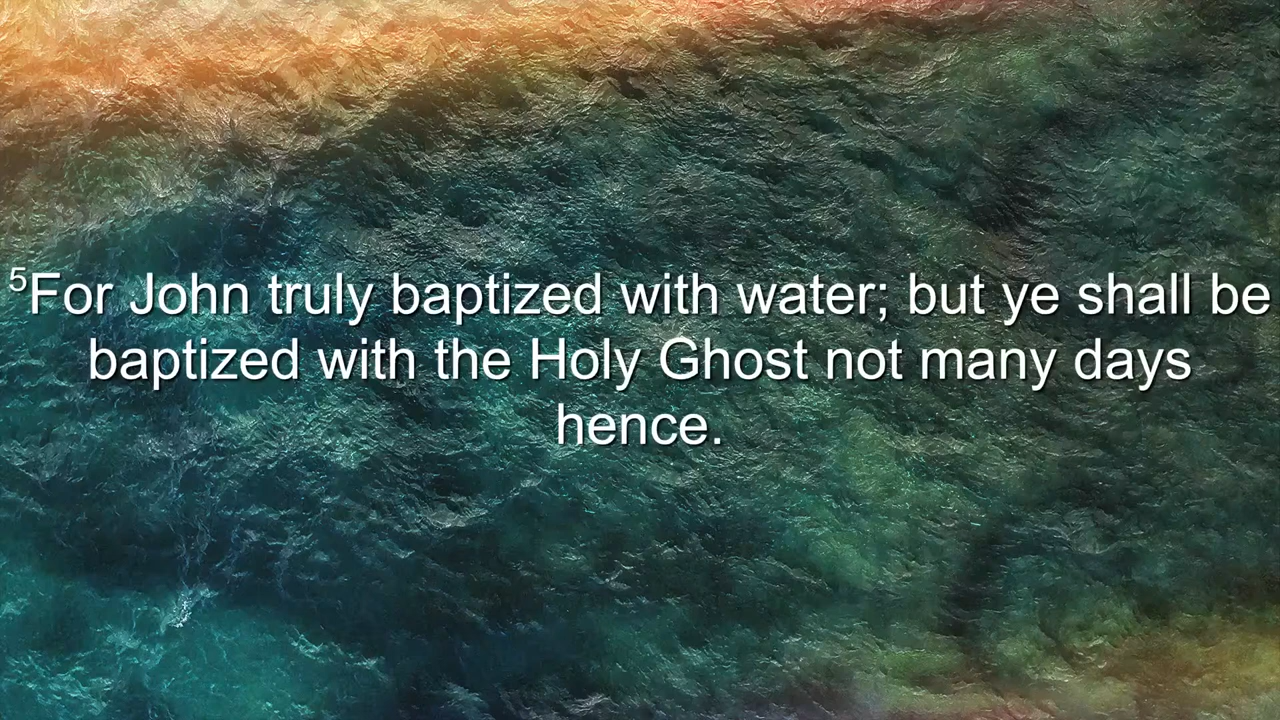 ⁵For John truly baptized with water; but ye shall be
baptized with the Holy Ghost not many days
hence.